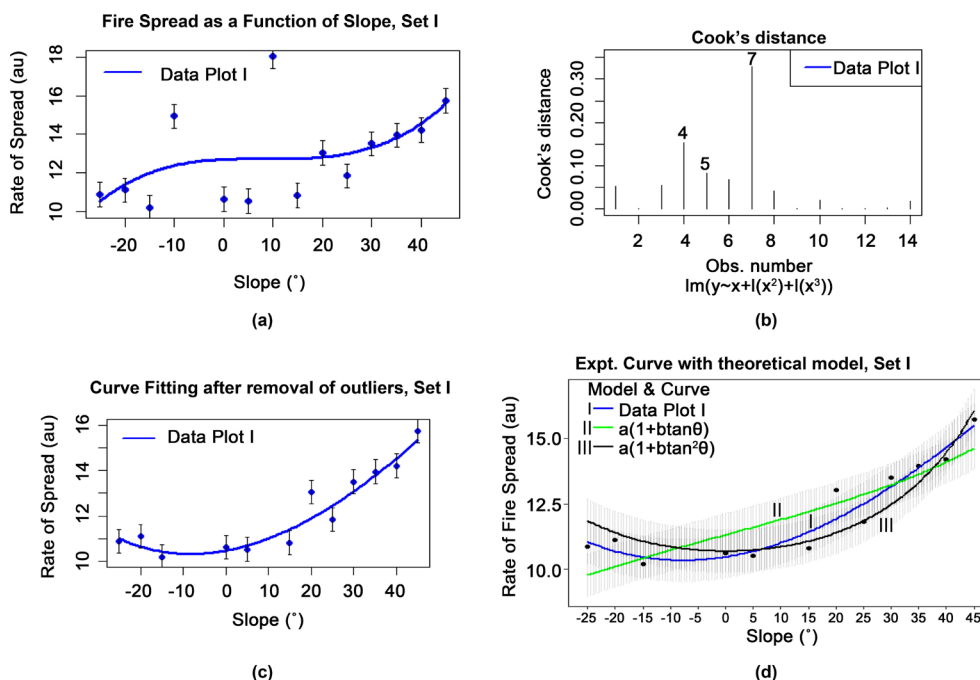 Fire Spread as a Function of Slope, Set I
Rate of Spread (au)
18
16
14
12
10
Data Plot I
-20
-10
0
10
20
30
40
Slope (˚)
(a)
Cook's distance
Cook's distance
0.30
0.20
0.10
0.00
7
4
5
Data Plot I
2
4
6
8
10
12
14
Obs. number
lm(y~x+I(x²)+I(x³))
(b)
Curve Fitting after removal of outliers, Set I
Rate of Spread (au)
16
14
12
10
Data Plot I
-20
-10
0
10
20
30
40
Slope (˚)
(c)
Expt. Curve with theoretical model, Set I
Rate of Fire Spread (au)
15.0
12.5
10.0
Model & Curve
I Data Plot I
II a(1+btanθ)
III a(1+btan²θ)
II
I
III
-25
-20
-15
-10
-5
0
5
10
15
20
25
30
35
40
45
Slope (˚)
(d)